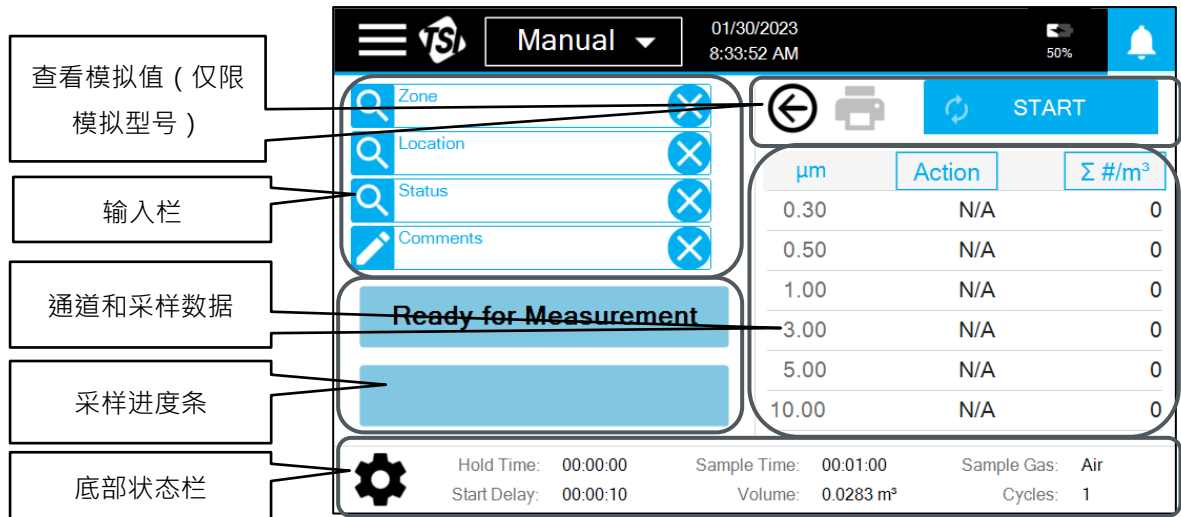 查看模拟值（仅限
模拟型号）
输入栏
通道和采样数据
采样进度条
底部状态栏
TSI
Manual
01/30/2023
8:33:52 AM
50%
Zone
Location
Status
Comments
Ready for Measurement
START
µm Action Σ #/m³
0.30 N/A 0
0.50 N/A 0
1.00 N/A 0
3.00 N/A 0
5.00 N/A 0
10.00 N/A 0
Hold Time: 00:00:00 Sample Time: 00:01:00 Sample Gas: Air
Start Delay: 00:00:10 Volume: 0.0283 m³ Cycles: 1